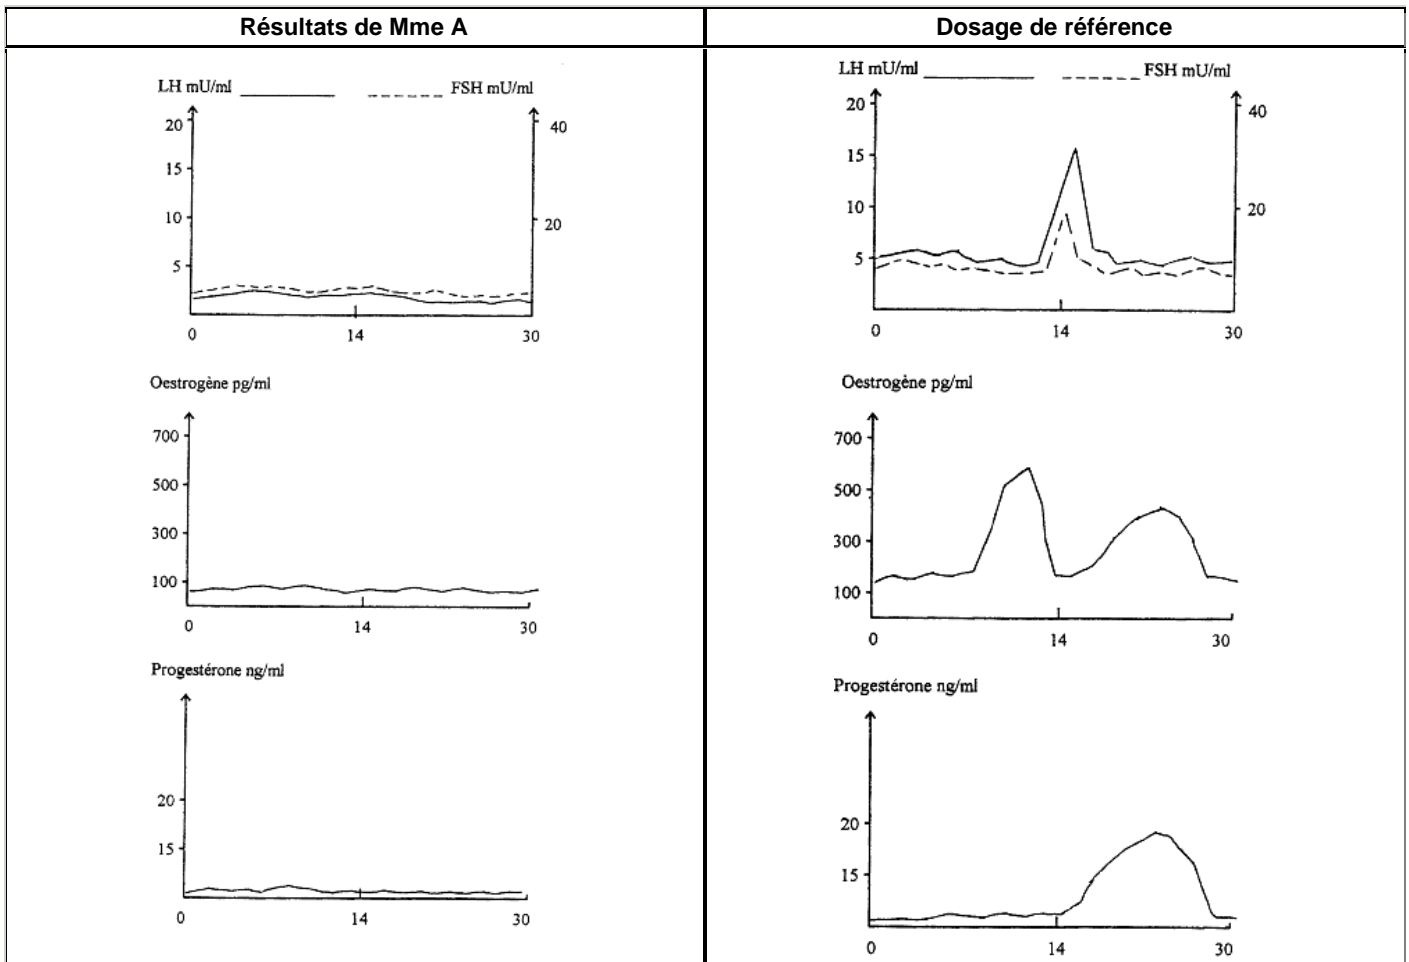 Résultats de Mme A
Dosage de référence
LH mU/ml FSH mU/ml
20 40
15
10 20
5
0 14 30
Oestrogène pg/ml
700
500
300
100
0 14 30
Progestérone ng/ml
20
15
0 14 30
LH mU/ml FSH mU/ml
20 40
15
10 20
5
0 14 30
Oestrogène pg/ml
700
500
300
100
0 14 30
Progestérone ng/ml
20
15
0 14 30